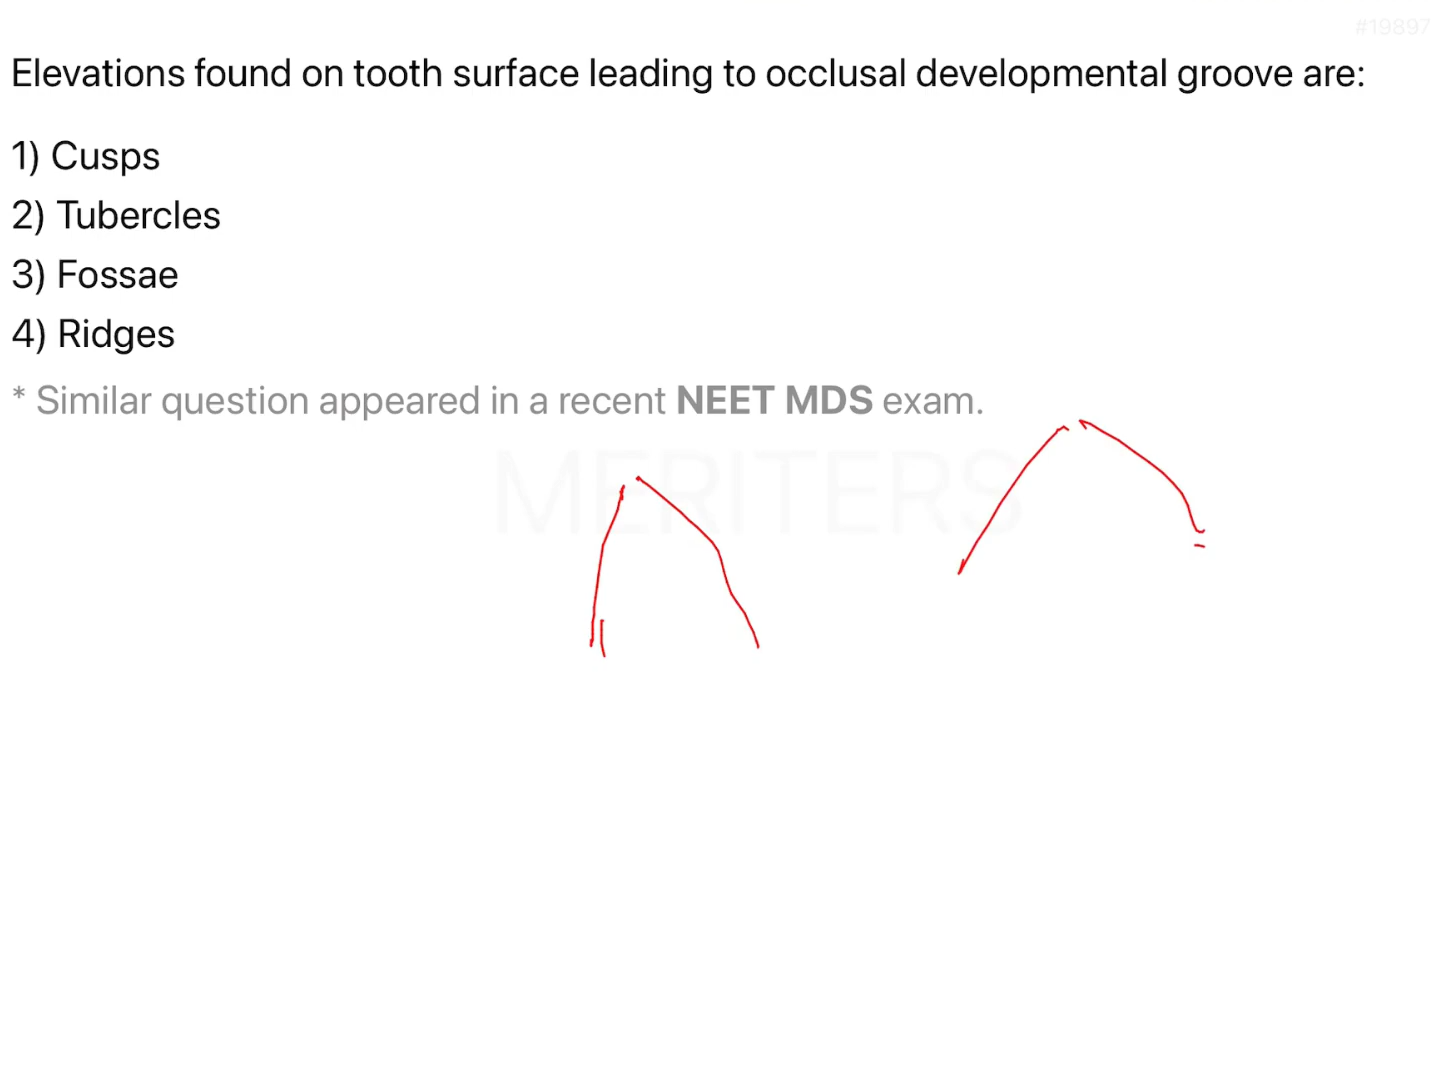 #19897
Elevations found on tooth surface leading to occlusal developmental groove are:
1) Cusps
2) Tubercles
3) Fossae
4) Ridges
* Similar question appeared in a recent NEET MDS exam.
MERITERS